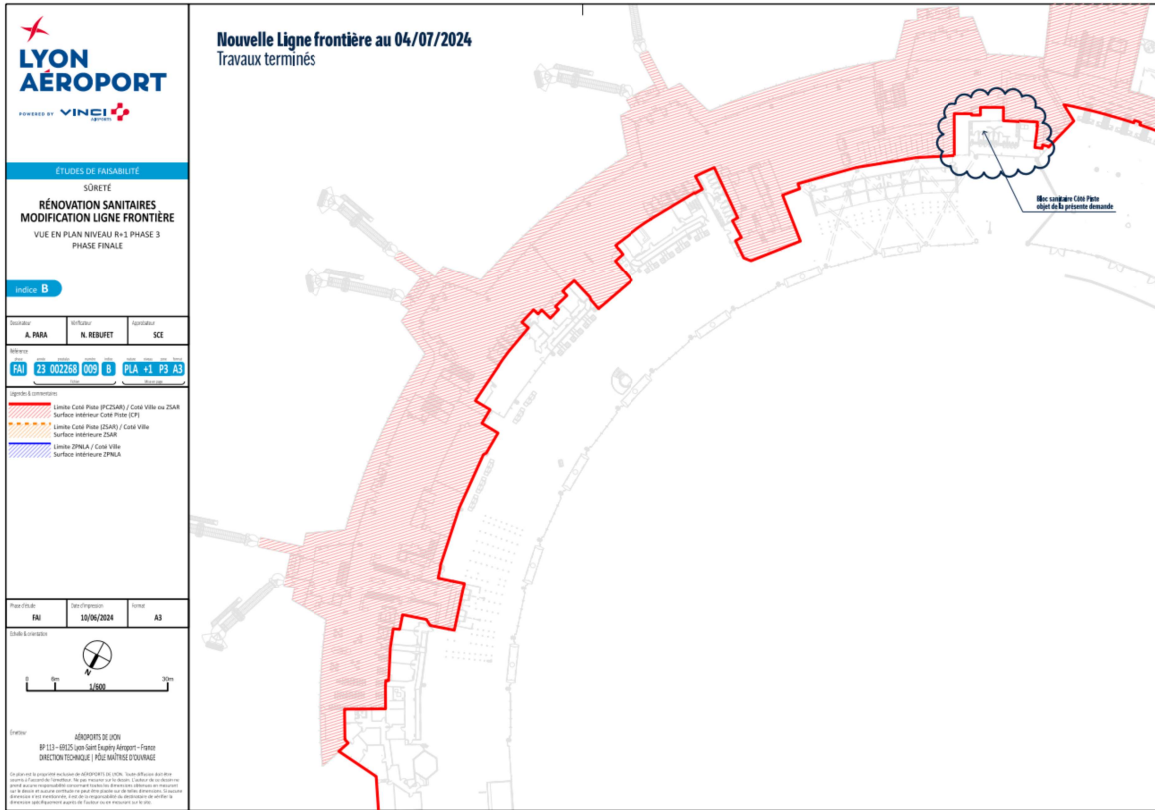 LYON
AÉROPORT
POWERED BY VINCI AIRPORTS
ÉTUDES DE FAISABILITÉ
SÛRETÉ
RÉNOVATION SANITAIRES
MODIFICATION LIGNE FRONTIÈRE
VUE EN PLAN NIVEAU R+1 PHASE 3
PHASE FINALE
indice B
Dessinateur Vérificateur Approbateur
A. PARA N. REBUFET SCE
Référence
FAI 23 002268 009 B PLA +1 P3 A3
Légendes & commentaires
Limite Coté Piste (PCZSAR) / Coté Ville ou ZSAR
Surface intérieur Coté Piste (CP)
Limite Coté Piste (ZSAR) / Coté Ville
Surface intérieure ZSAR
Limite ZPNLA / Coté Ville
Surface intérieure ZPNLA
Phase d'étude Date d'impression Format
FAI 10/06/2024 A3
Echelle & orientation
N
0 6m 30m
1/600
Émetteur
AÉROPORTS DE LYON
BP 113 – 69125 Lyon-Saint Exupéry Aéroport – France
DIRECTION TECHNIQUE | PÔLE MAÎTRISE D'OUVRAGE
Nouvelle Ligne frontière au 04/07/2024
Travaux terminés
Bloc sanitaire Côté Piste
objet de la présente demande